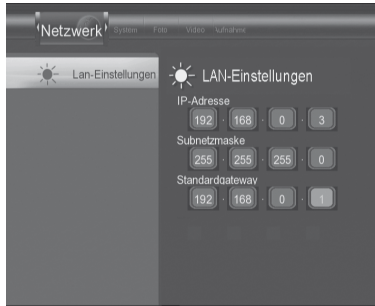 Netzwerk System Foto Video Aufnahme
Lan-Einstellungen
LAN-Einstellungen
IP-Adresse
192 . 168 . 0 . 3
Subnetzmaske
255 . 255 . 255 . 0
Standardgateway
192 . 168 . 0 . 1